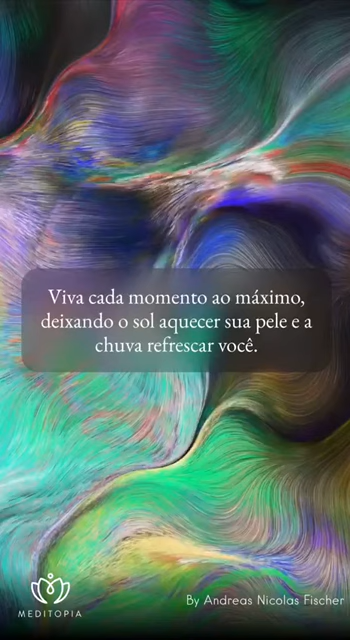 Viva cada momento ao máximo,
deixando o sol aquecer sua pele e a
chuva refrescar você.
By Andreas Nicolas Fischer
MEDITOPIA